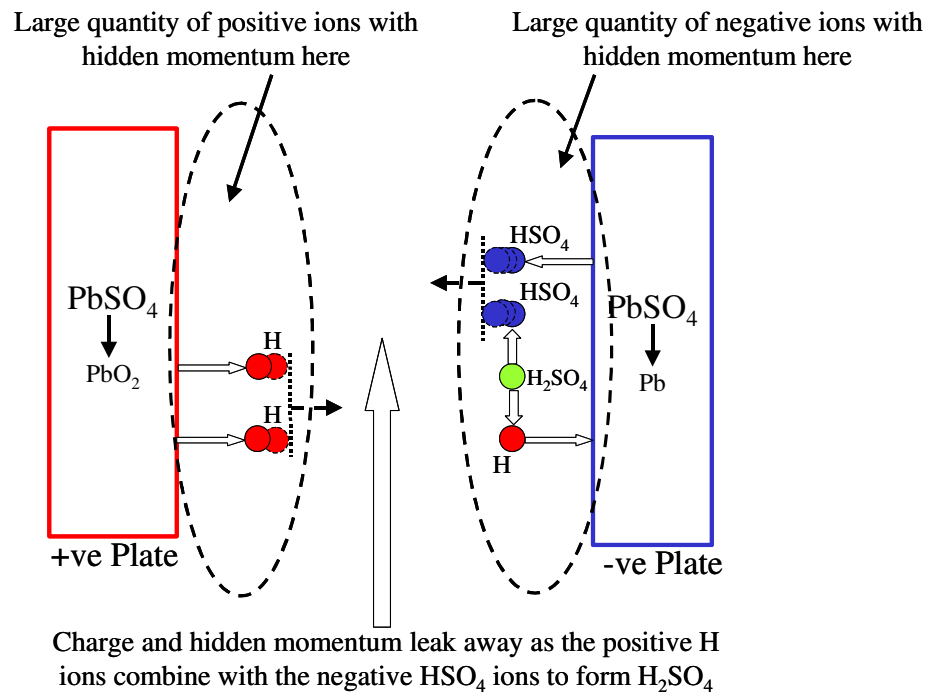 Large quantity of positive ions with
hidden momentum here
Large quantity of negative ions with
hidden momentum here
HSO₄
HSO₄
PbSO₄
PbO₂
H
H
H₂SO₄
H
PbSO₄
Pb
+ve Plate
-ve Plate
Charge and hidden momentum leak away as the positive H
ions combine with the negative HSO₄ ions to form H₂SO₄